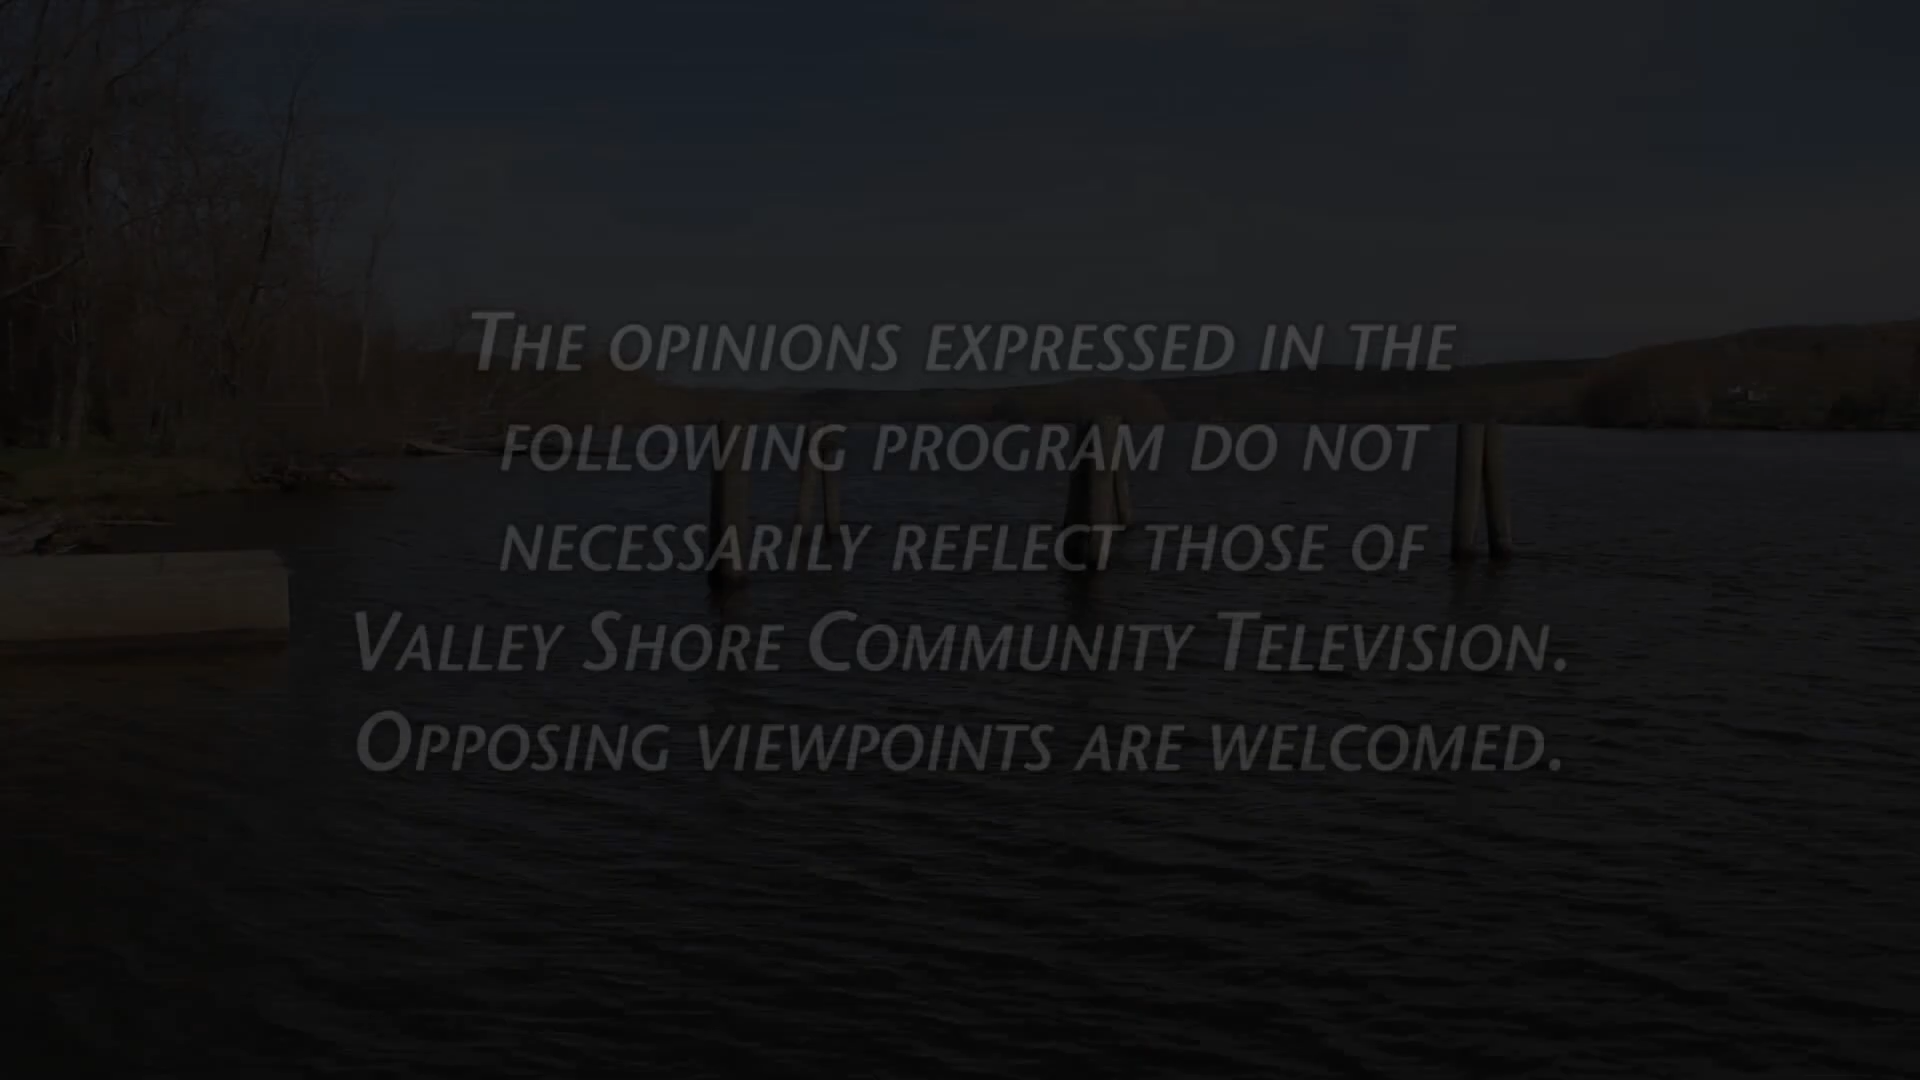 The opinions expressed in the
following program do not
necessarily reflect those of
Valley Shore Community Television.
Opposing viewpoints are welcomed.